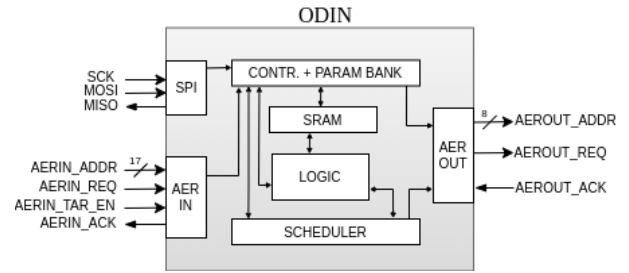 ODIN
SCK
MOSI
MISO
SPI
CONTR. + PARAM BANK
SRAM
8
AEROUT_ADDR
AEROUT_REQ
AEROUT_ACK
AER
OUT
17
AERIN_ADDR
AERIN_REQ
AERIN_TAR_EN
AERIN_ACK
AER
IN
LOGIC
SCHEDULER